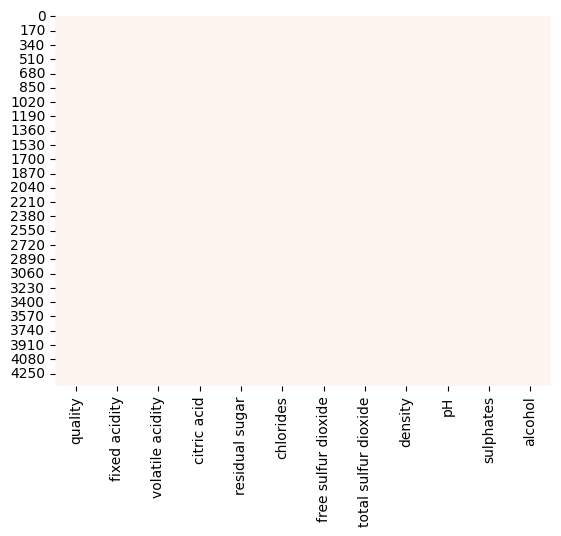 0
170
340
510
680
850
1020
1190
1360
1530
1700
1870
2040
2210
2380
2550
2720
2890
3060
3230
3400
3570
3740
3910
4080
4250
quality
fixed acidity
volatile acidity
citric acid
residual sugar
chlorides
free sulfur dioxide
total sulfur dioxide
density
pH
sulphates
alcohol